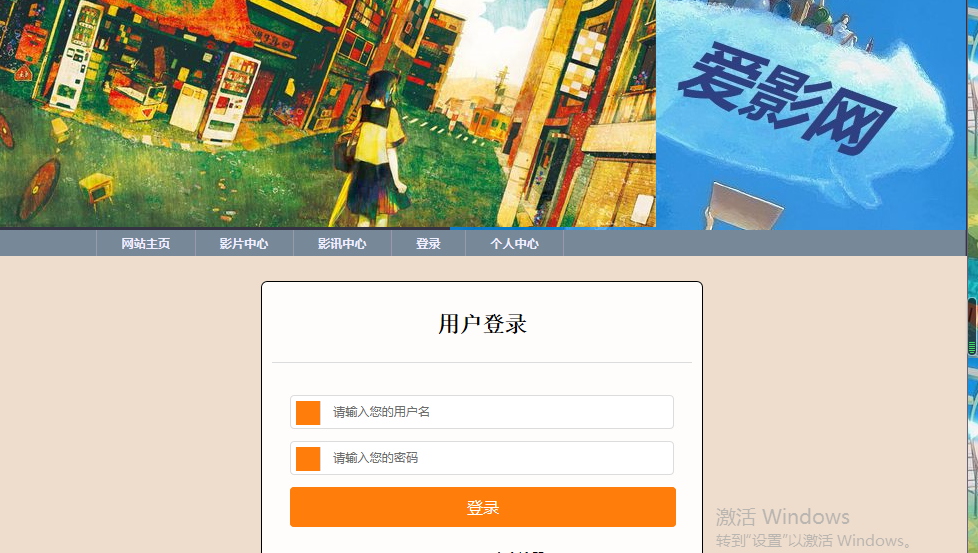 爱影网
网站主页 影片中心 影讯中心 登录 个人中心
用户登录
请输入您的用户名
请输入您的密码
登录
激活 Windows
转到"设置"以激活 Windows。